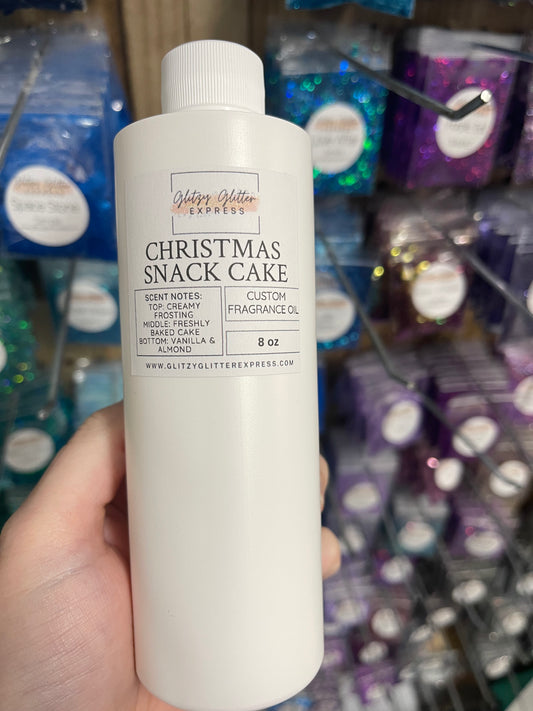 Glitzy Glitter
EXPRESS
CHRISTMAS
SNACK CAKE
SCENT NOTES:
TOP: CREAMY
FROSTING
MIDDLE: FRESHLY
BAKED CAKE
BOTTOM: VANILLA &
ALMOND
CUSTOM
FRAGRANCE OIL
8 oz
WWW.GLITZYGLITTEREXPRESS.COM